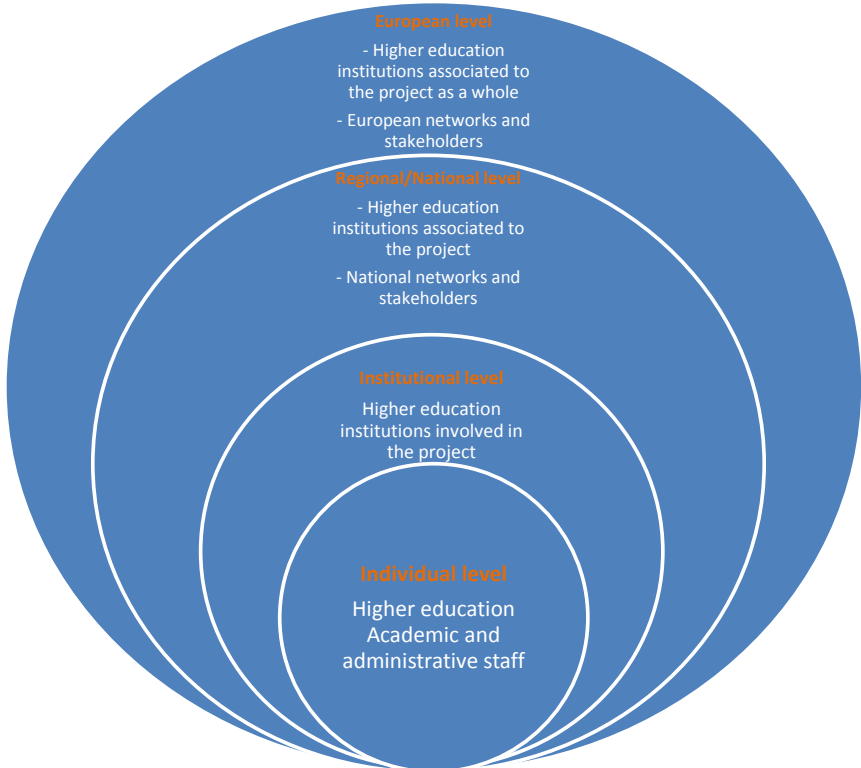 European level
- Higher education
institutions associated to
the project as a whole
- European networks and
stakeholders
Regional/National level
- Higher education
institutions associated to
the project
- National networks and
stakeholders
Institutional level
Higher education
institutions involved in
the project
Individual level
Higher education
Academic and
administrative staff